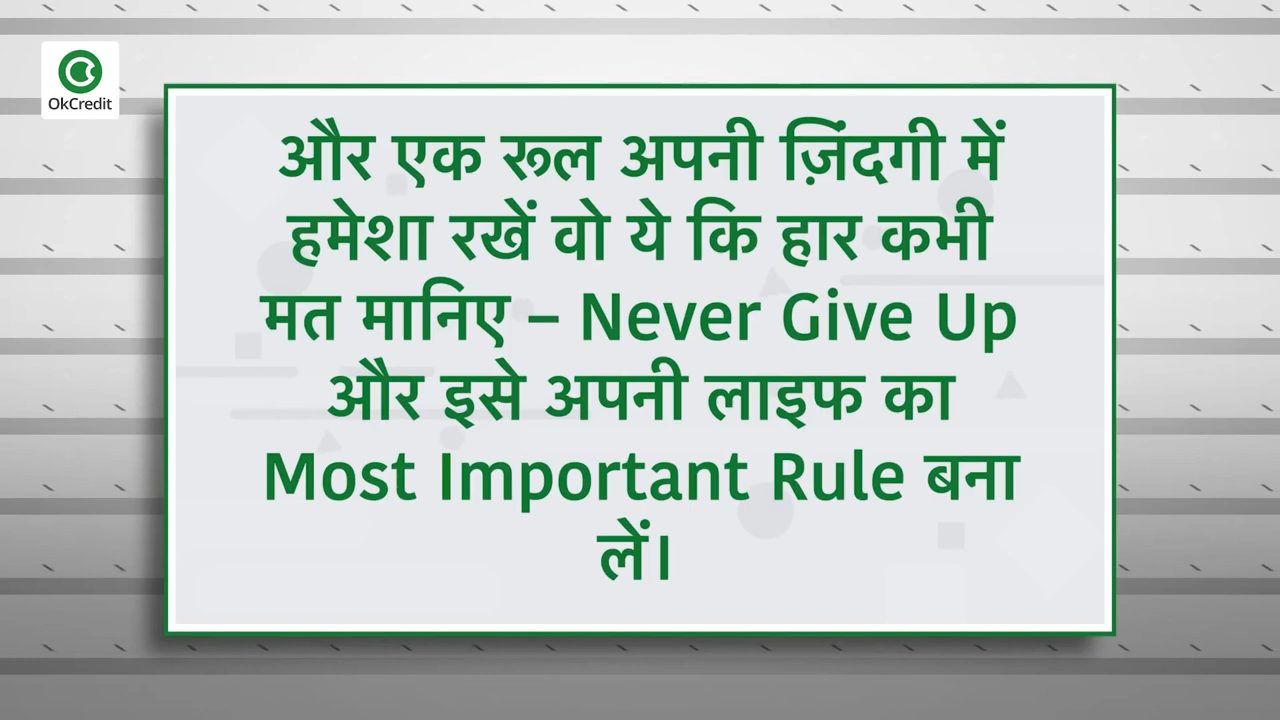 OkCredit
और एक रूल अपनी ज़िंदगी में
हमेशा रखें वो ये कि हार कभी
मत मानिए – Never Give Up
और इसे अपनी लाइफ का
Most Important Rule बना
लें।